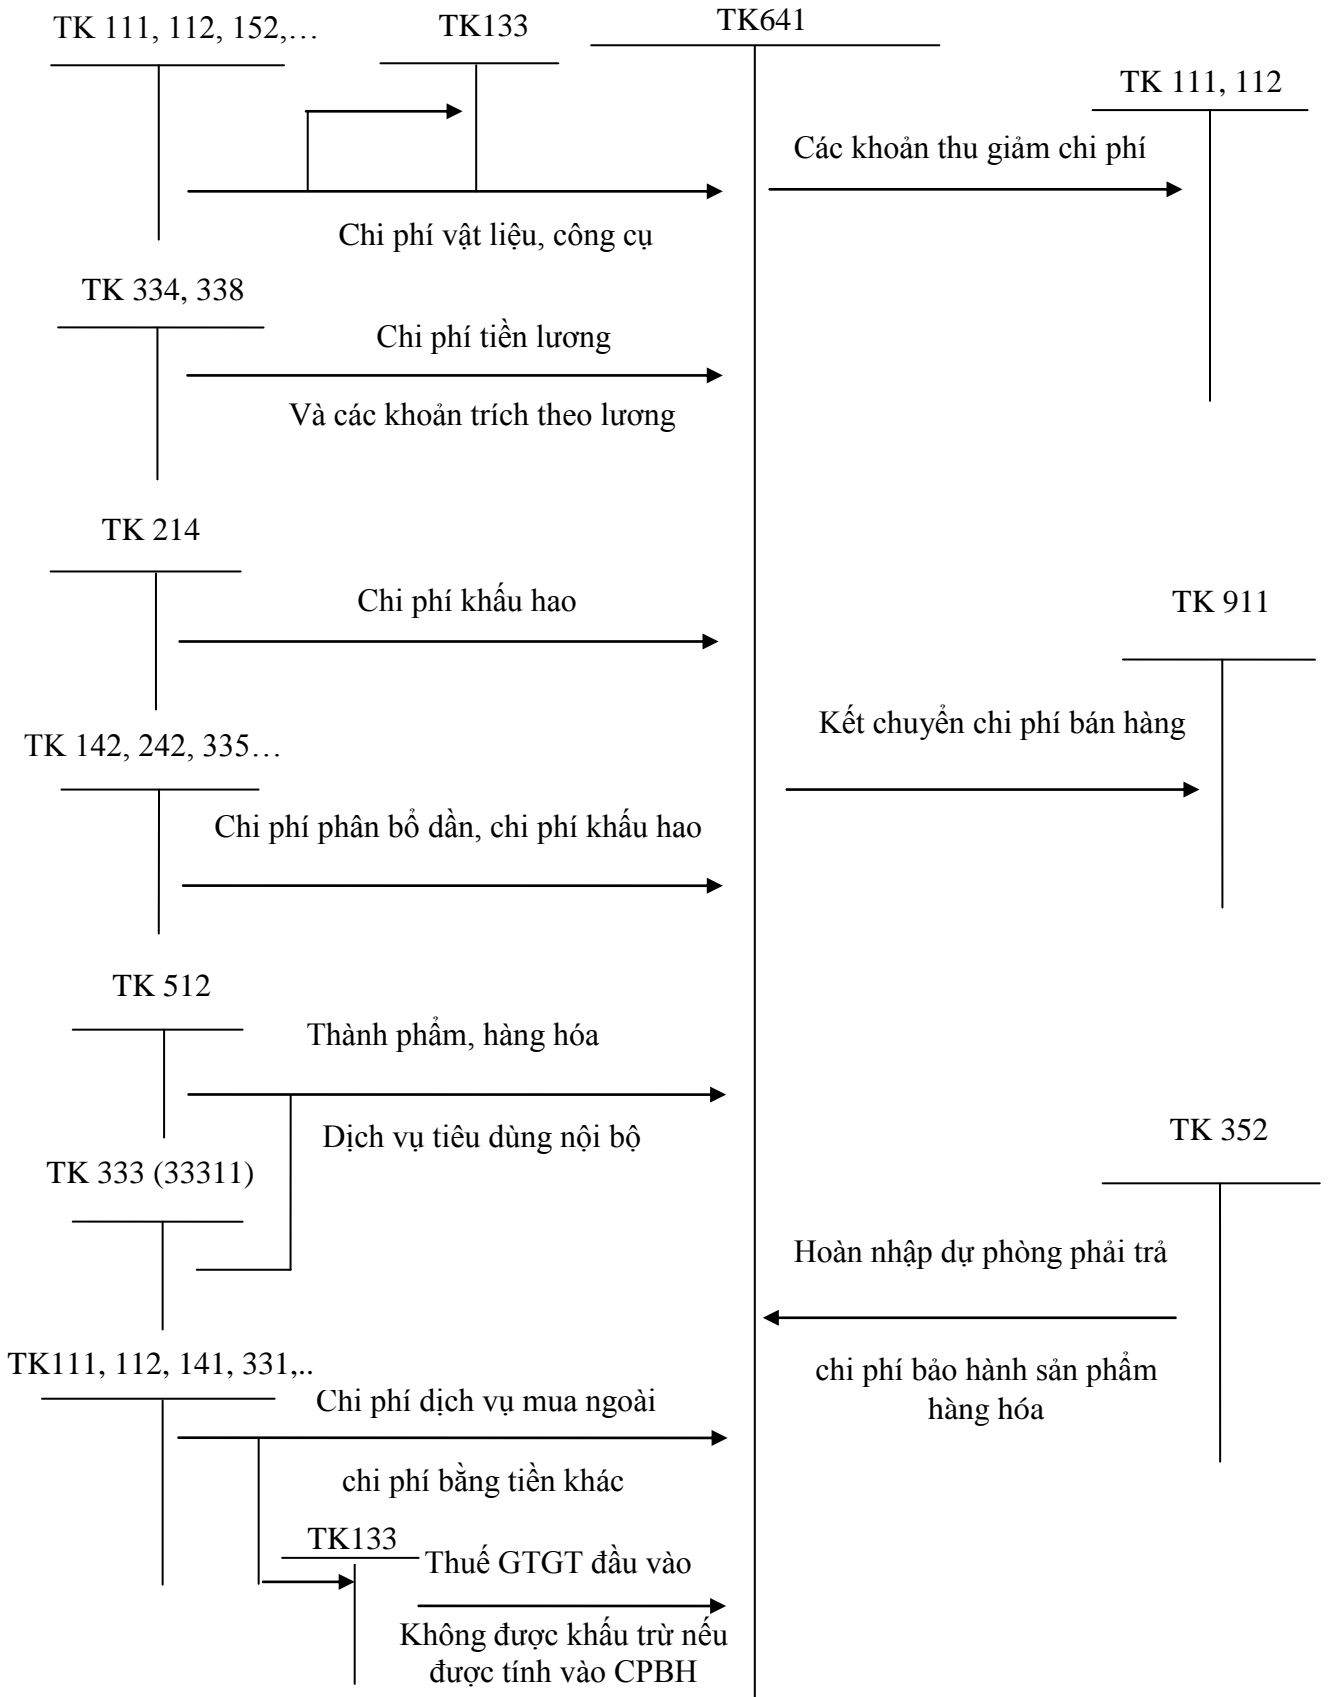 TK 111, 112, 152,…
TK133
TK641
TK 111, 112
Các khoản thu giảm chi phí
Chi phí vật liệu, công cụ
TK 334, 338
Chi phí tiền lương
Và các khoản trích theo lương
TK 214
Chi phí khấu hao
TK 911
Kết chuyển chi phí bán hàng
TK 142, 242, 335…
Chi phí phân bổ dần, chi phí khấu hao
TK 512
Thành phẩm, hàng hóa
Dịch vụ tiêu dùng nội bộ
TK 352
TK 333 (33311)
Hoàn nhập dự phòng phải trả
chi phí bảo hành sản phẩm
hàng hóa
TK111, 112, 141, 331,..
Chi phí dịch vụ mua ngoài
chi phí bằng tiền khác
TK133
Thuế GTGT đầu vào
Không được khấu trừ nếu
được tính vào CPBH